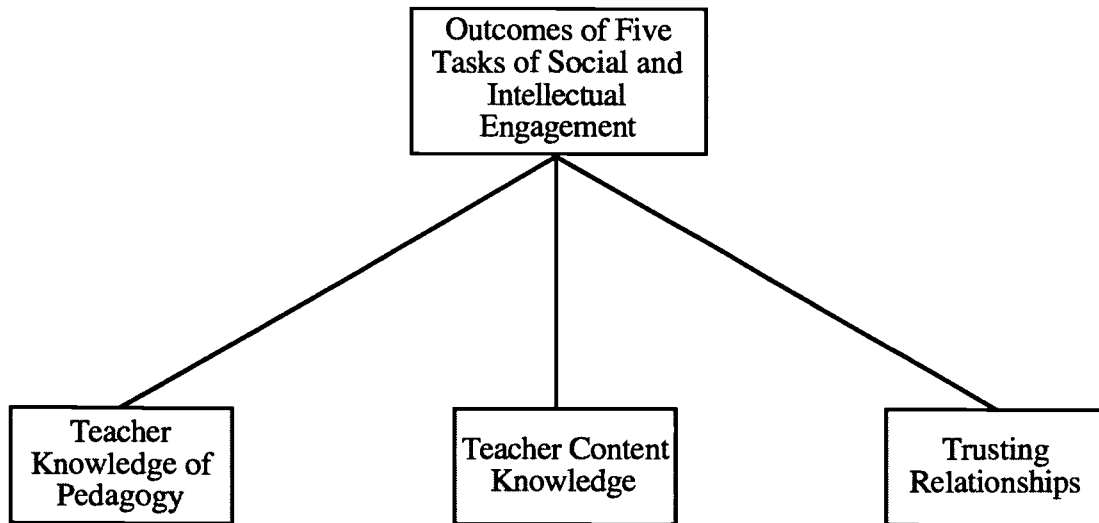 Outcomes of Five
Tasks of Social and
Intellectual
Engagement
Teacher
Knowledge of
Pedagogy
Teacher Content
Knowledge
Trusting
Relationships